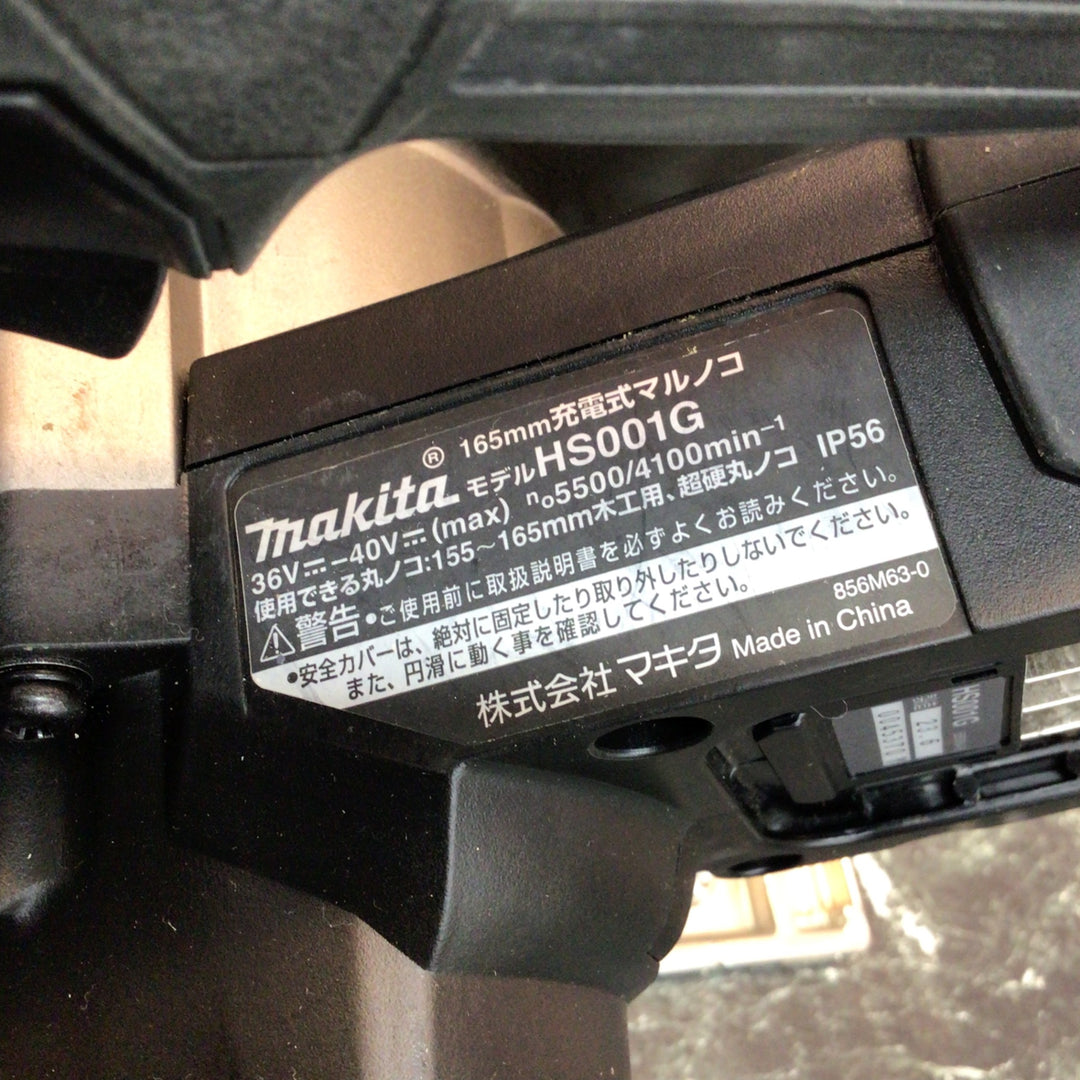 165mm充電式マルノコ
makita® モデルHS001G
36V⎓–40V⎓(max) n₀5500/4100min⁻¹
使用できる丸ノコ:155～165mm木工用、超硬丸ノコ IP56
⚠警告 •ご使用前に取扱説明書を必ずよくお読みください。
•安全カバーは、絶対に固定したり取り外したりしないでください。
また、円滑に動く事を確認してください。
856M63-0
株式会社 マキタ Made in China
HS001G
23.6